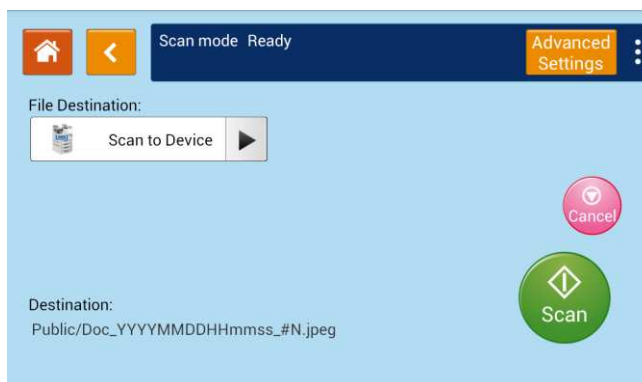 Scan mode Ready
Advanced
Settings
File Destination:
Scan to Device
Cancel
Scan
Destination:
Public/Doc_YYYYMMDDHHmmss_#N.jpeg